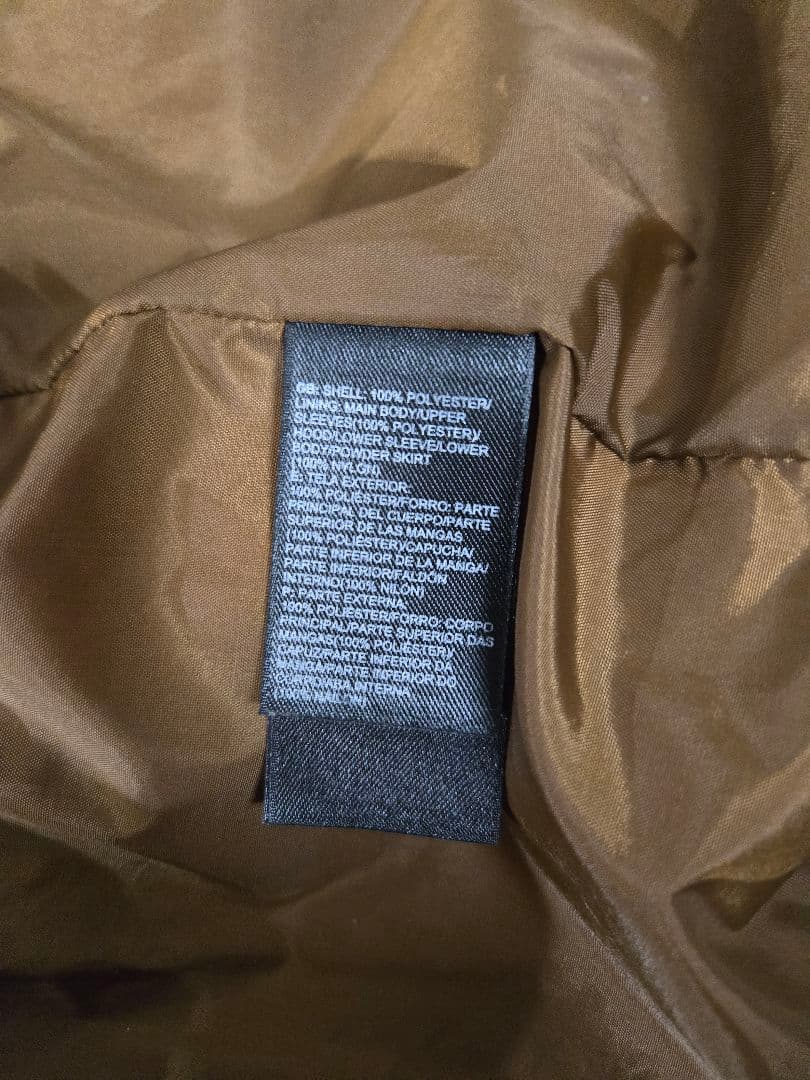 GB: SHELL: 100% POLYESTER/
LINING: MAIN BODY/UPPER
SLEEVES(100% POLYESTER)/
HOOD/LOWER SLEEVE/LOWER
BODY/POWDER SKIRT
(100% NYLON)
E: TELA EXTERIOR:
100% POLIÉSTER/FORRO: PARTE
PRINCIPAL DEL CUERPO/PARTE
SUPERIOR DE LAS MANGAS
(100% POLIÉSTER)/CAPUCHA/
PARTE INFERIOR DE LA MANGA/
PARTE INFERIOR/FALDÓN
INTERNO(100% NILON)
P: PARTE EXTERNA:
100% POLIÉSTER/FORRO: CORPO
PRINCIPAL/PARTE SUPERIOR DAS
MANGAS(100% POLIÉSTER)/
CAPUZ/PARTE INFERIOR DA
MANGA/PARTE INFERIOR DO
INTERNA
(100%